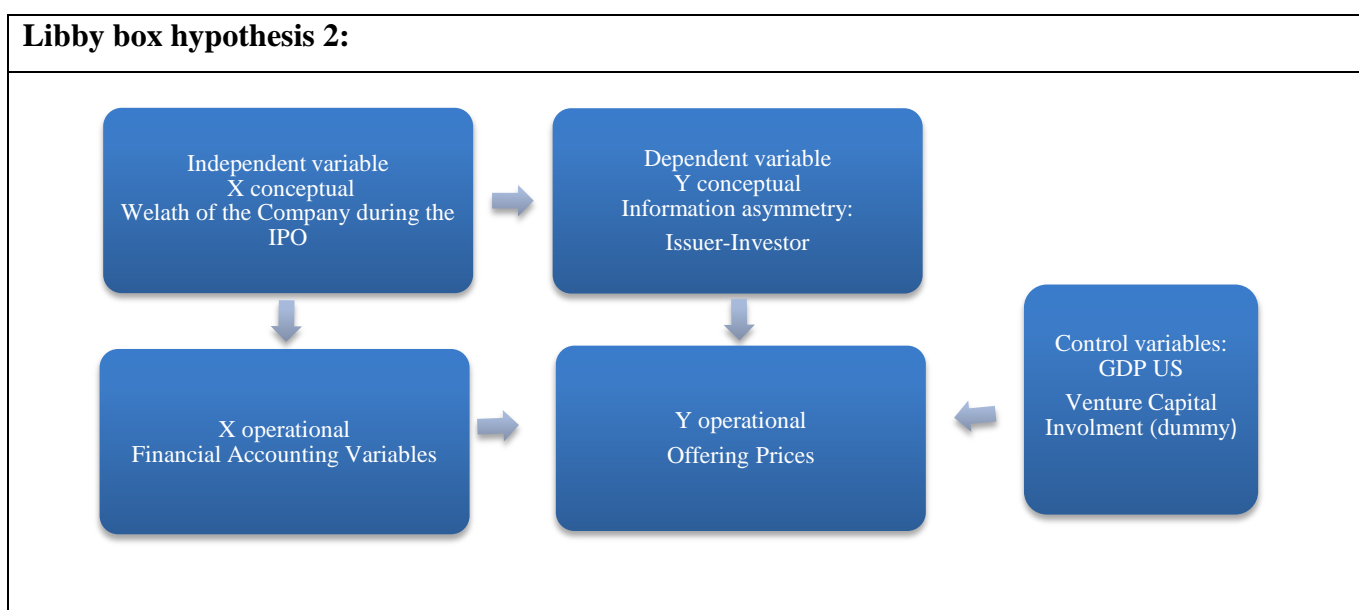 Libby box hypothesis 2:
Independent variable
X conceptual
Welath of the Company during the
IPO
Dependent variable
Y conceptual
Information asymmetry:
Issuer-Investor
X operational
Financial Accounting Variables
Y operational
Offering Prices
Control variables:
GDP US
Venture Capital
Involment (dummy)